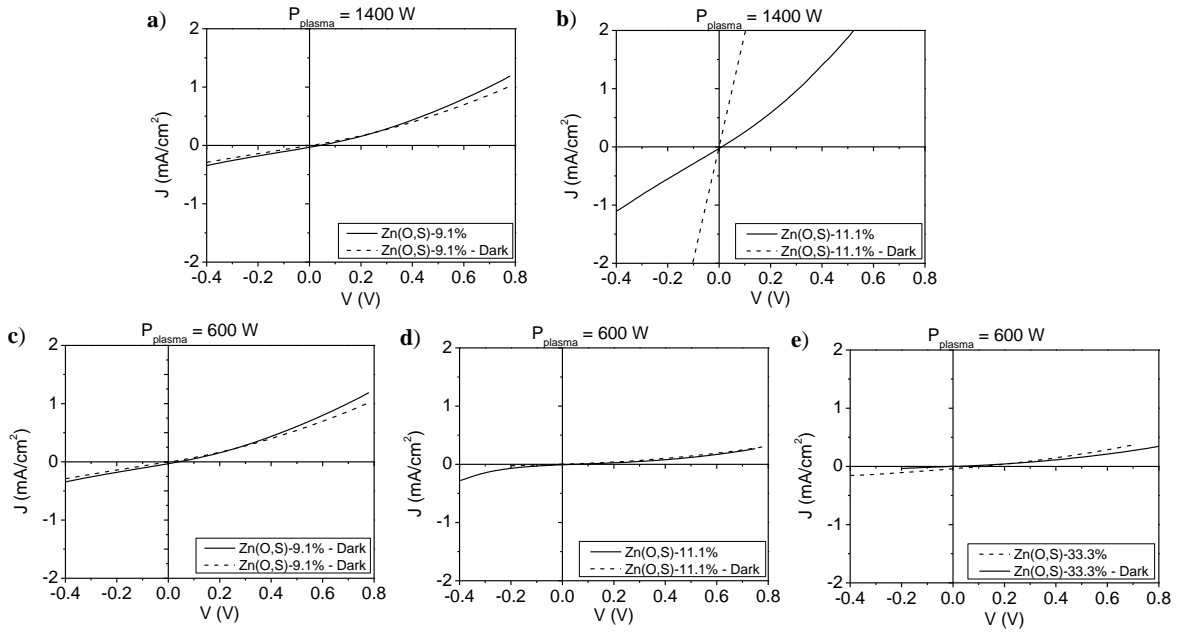 a)
P_plasma = 1400 W
2
1
0
-1
-2
-0.4 -0.2 0.0 0.2 0.4 0.6 0.8
J (mA/cm²)
V (V)
Zn(O,S)-9.1%
Zn(O,S)-9.1% - Dark
b)
P_plasma = 1400 W
2
1
0
-1
-2
-0.4 -0.2 0.0 0.2 0.4 0.6 0.8
J (mA/cm²)
V (V)
Zn(O,S)-11.1%
Zn(O,S)-11.1% - Dark
c)
P_plasma = 600 W
2
1
0
-1
-2
-0.4 -0.2 0.0 0.2 0.4 0.6 0.8
J (mA/cm²)
V (V)
Zn(O,S)-9.1% - Dark
Zn(O,S)-9.1% - Dark
d)
P_plasma = 600 W
2
1
0
-1
-2
-0.4 -0.2 0.0 0.2 0.4 0.6 0.8
J (mA/cm²)
V (V)
Zn(O,S)-11.1%
Zn(O,S)-11.1% - Dark
e)
P_plasma = 600 W
2
1
0
-1
-2
-0.4 -0.2 0.0 0.2 0.4 0.6 0.8
J (mA/cm²)
V (V)
Zn(O,S)-33.3%
Zn(O,S)-33.3% - Dark